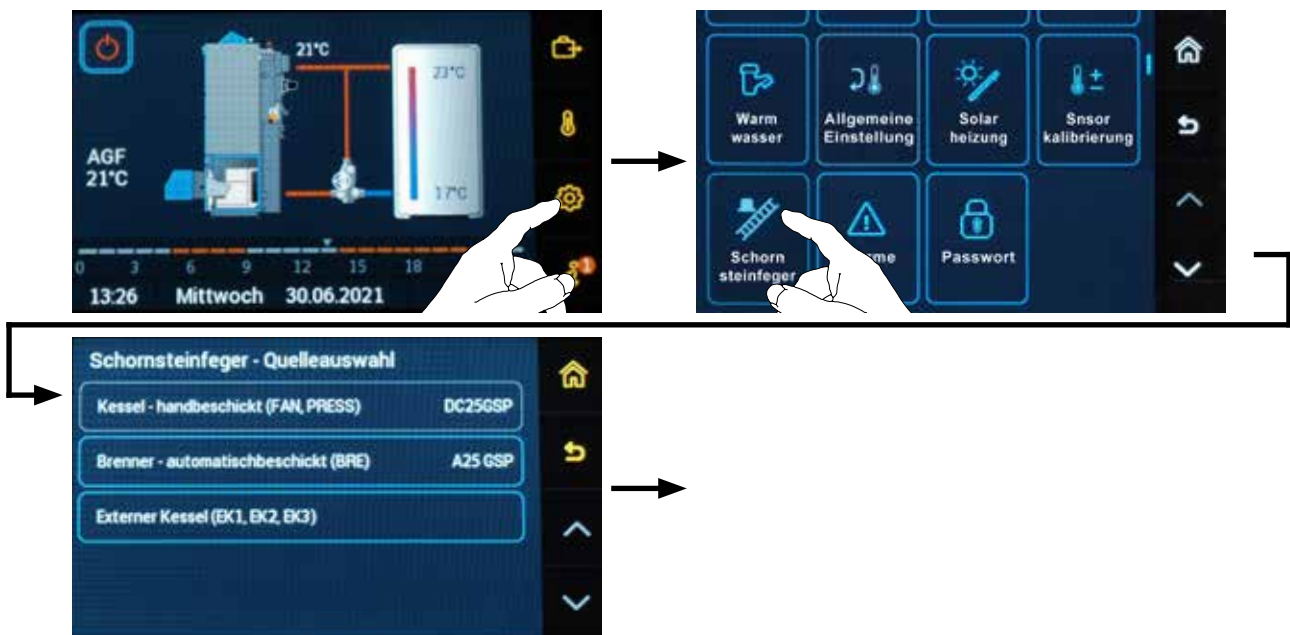 21°C
23°C
AGF
21°C
17°C
0 3 6 9 12 15 18
1
13:26 Mittwoch 30.06.2021
Warm
wasser
Allgemeine
Einstellung
Solar
heizung
Snsor
kalibrierung
Schorn
steinfeger
rme
Passwort
Schornsteinfeger - Quelleauswahl
Kessel - handbeschickt (FAN, PRESS) DC25GSP
Brenner - automatischbeschickt (BRE) A25 GSP
Externer Kessel (EK1, EK2, EK3)